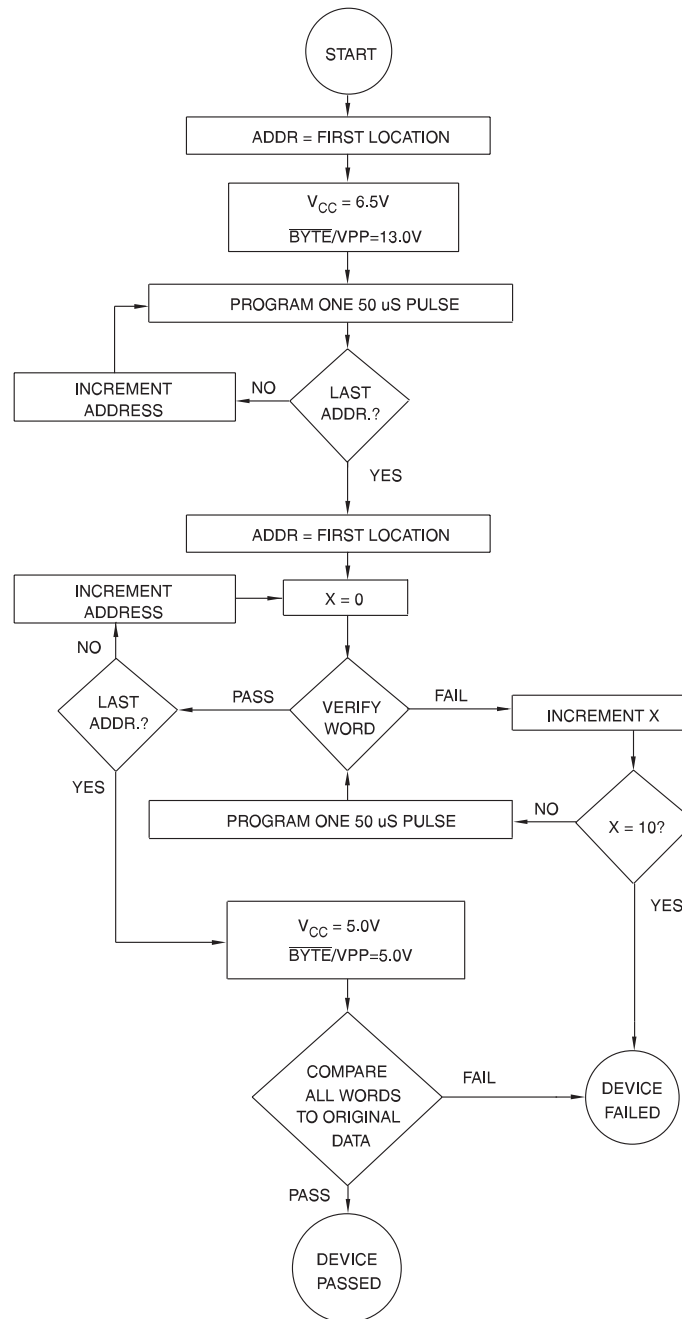 START
ADDR = FIRST LOCATION
VCC = 6.5V
BYTE/VPP=13.0V
PROGRAM ONE 50 uS PULSE
INCREMENT
ADDRESS
NO
LAST
ADDR.?
YES
ADDR = FIRST LOCATION
INCREMENT
ADDRESS
X = 0
NO
LAST
ADDR.?
PASS
VERIFY
WORD
FAIL
INCREMENT X
YES
PROGRAM ONE 50 uS PULSE
NO
X = 10?
YES
VCC = 5.0V
BYTE/VPP=5.0V
COMPARE
ALL WORDS
TO ORIGINAL
DATA
FAIL
DEVICE
FAILED
PASS
DEVICE
PASSED